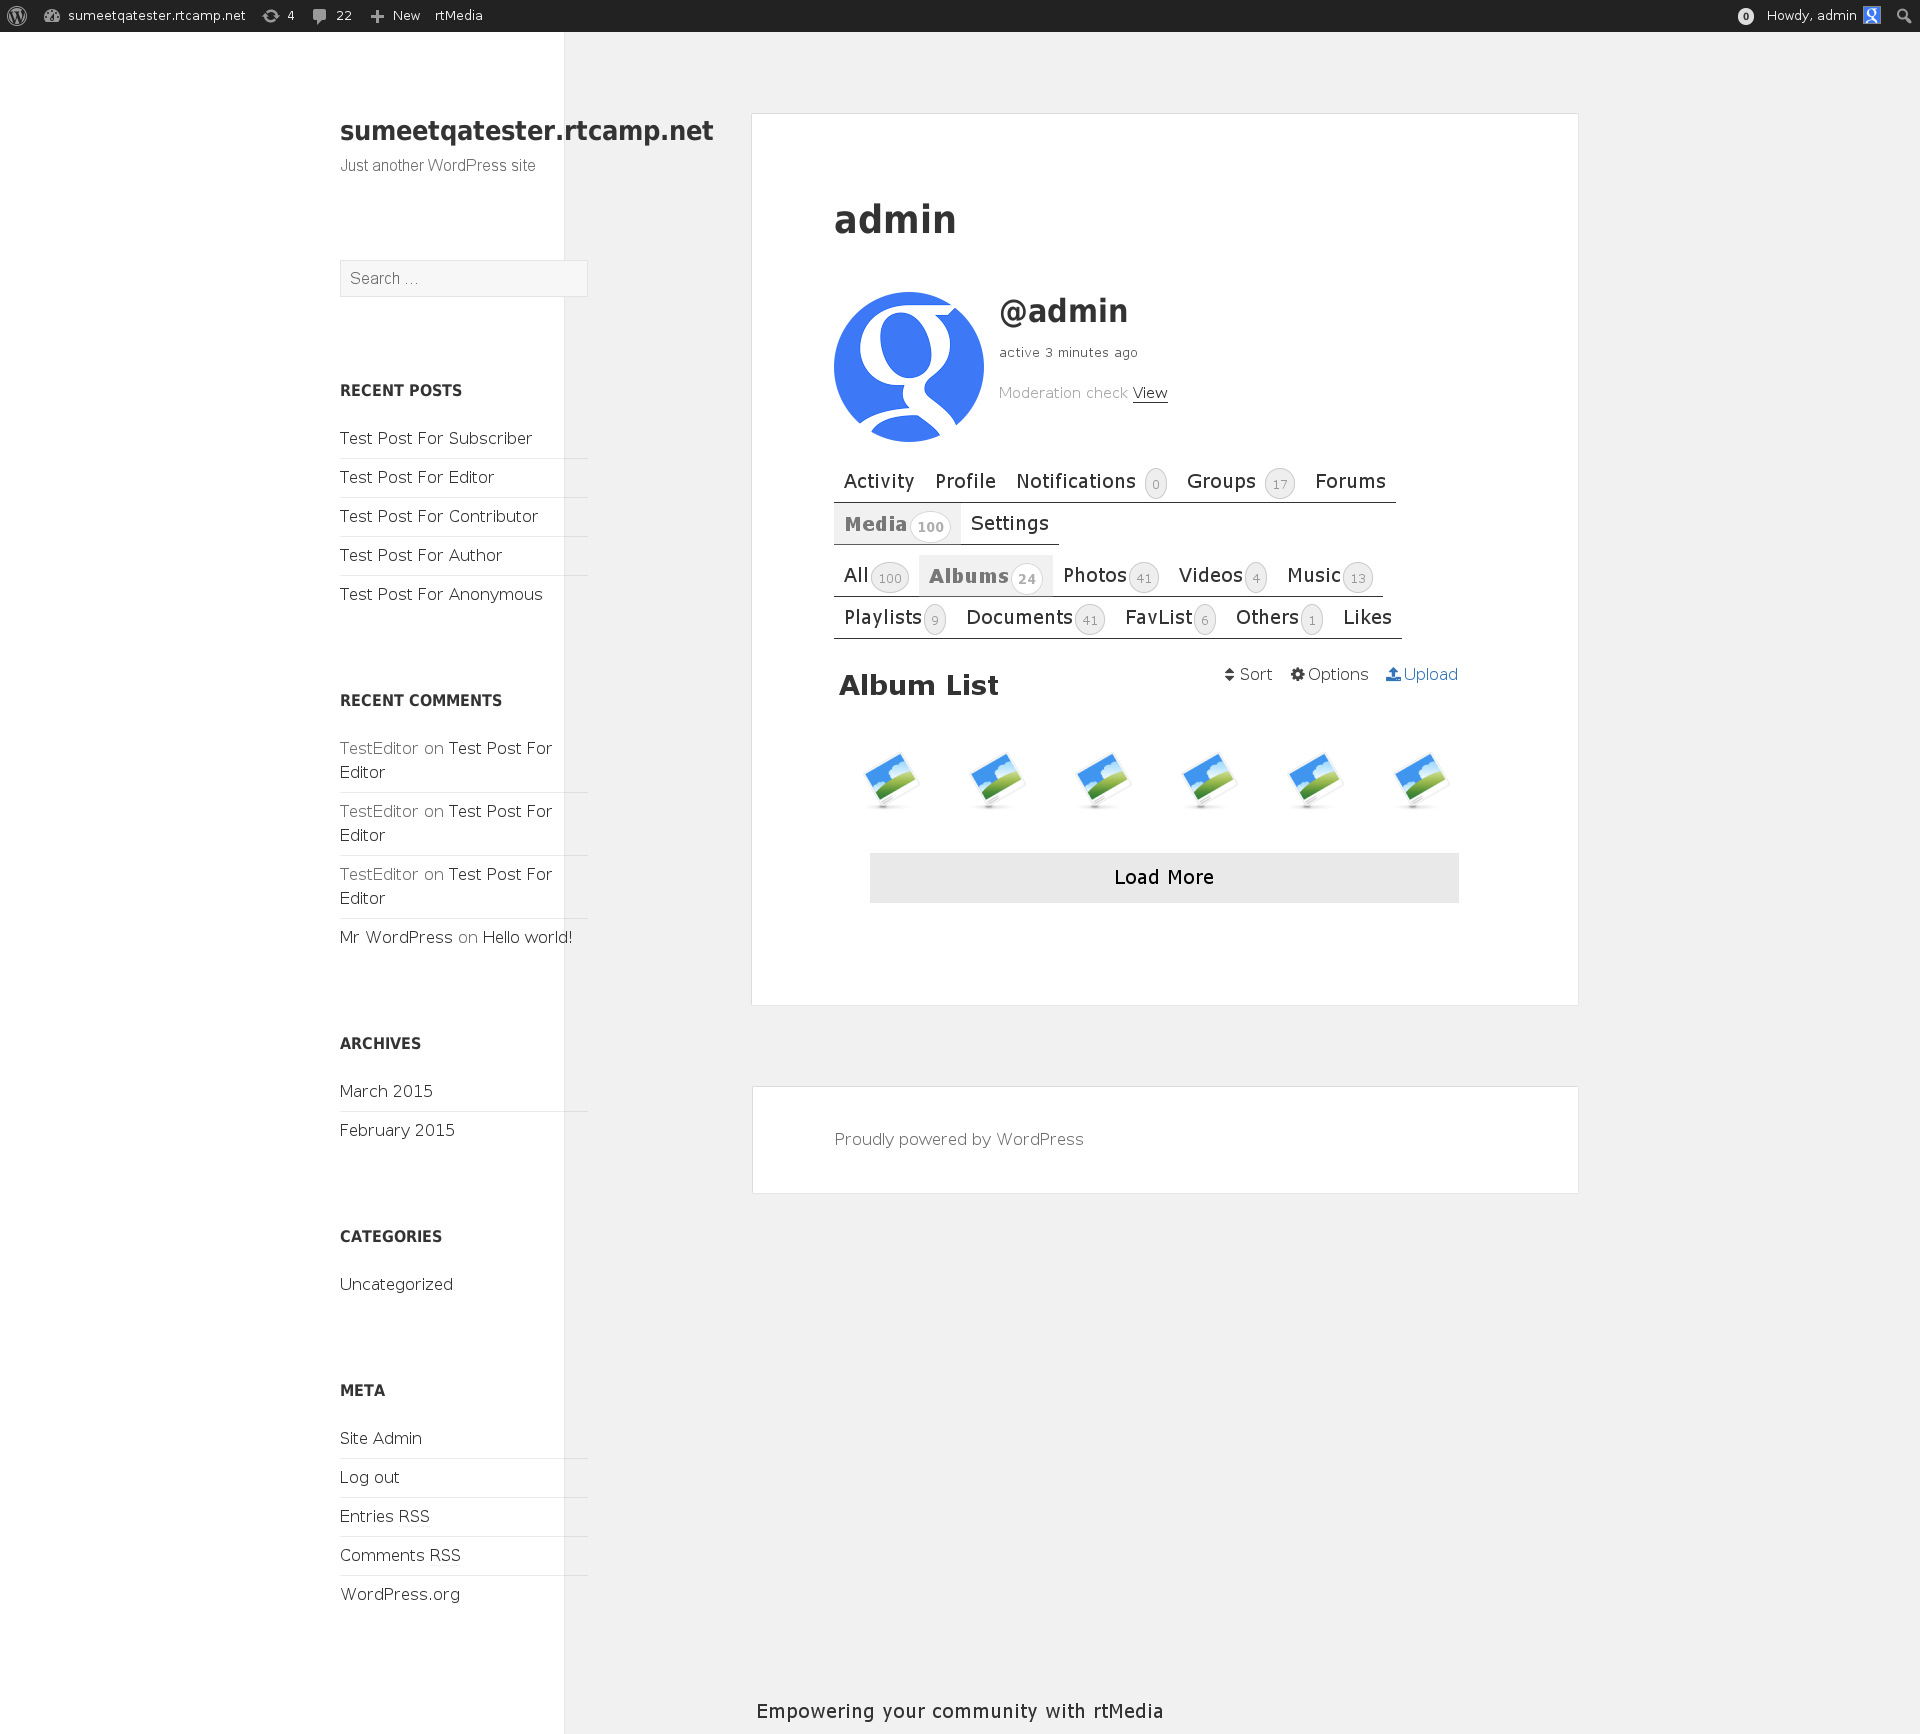 sumeetqatester.rtcamp.net 4 22 New rtMedia 0 Howdy, admin
sumeetqatester.rtcamp.net
Just another WordPress site
Search …
RECENT POSTS
Test Post For Subscriber
Test Post For Editor
Test Post For Contributor
Test Post For Author
Test Post For Anonymous
RECENT COMMENTS
TestEditor on Test Post For
Editor
TestEditor on Test Post For
Editor
TestEditor on Test Post For
Editor
Mr WordPress on Hello world!
ARCHIVES
March 2015
February 2015
CATEGORIES
Uncategorized
META
Site Admin
Log out
Entries RSS
Comments RSS
WordPress.org
admin
@admin
active 3 minutes ago
Moderation check View
Activity Profile Notifications 0 Groups 17 Forums
Media 100 Settings
All 100 Albums 24 Photos 41 Videos 4 Music 13
Playlists 9 Documents 41 FavList 6 Others 1 Likes
Album List Sort Options Upload
Load More
Proudly powered by WordPress
Empowering your community with rtMedia